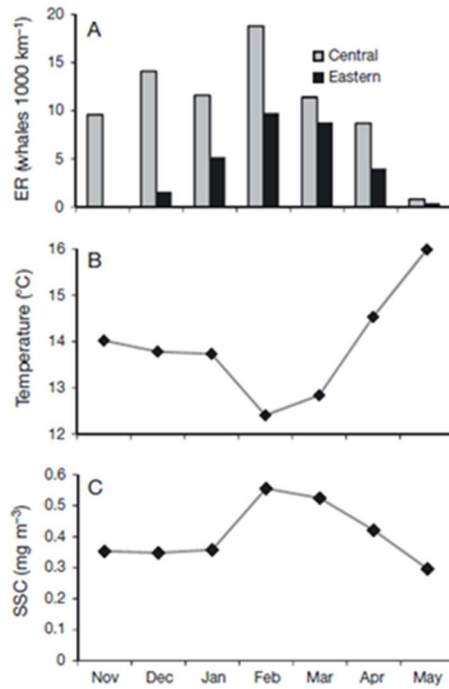 A
20
15
10
5
0
ER (whales 1000 km⁻¹)
Central
Eastern
B
16
15
14
13
12
Temperature (°C)
C
0.6
0.5
0.4
0.3
0.2
0.1
0
SSC (mg m⁻³)
Nov Dec Jan Feb Mar Apr May